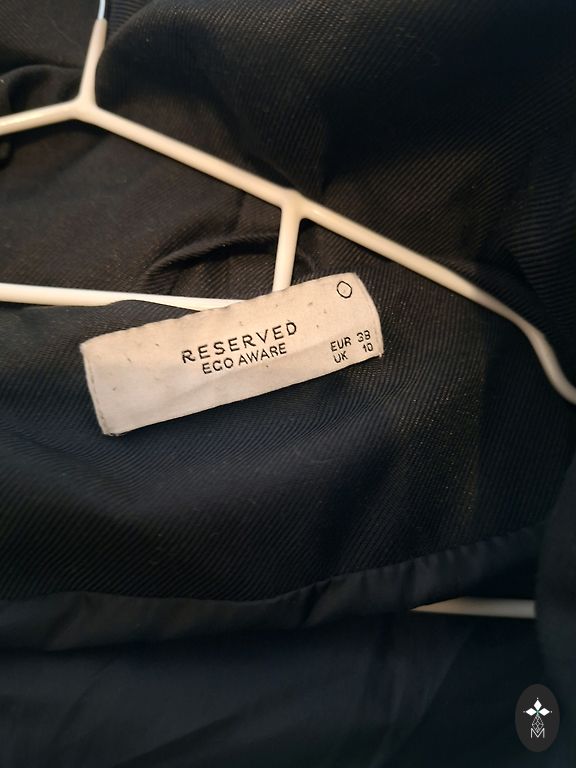 RESERVED
ECO AWARE
EUR 38
UK 10
M